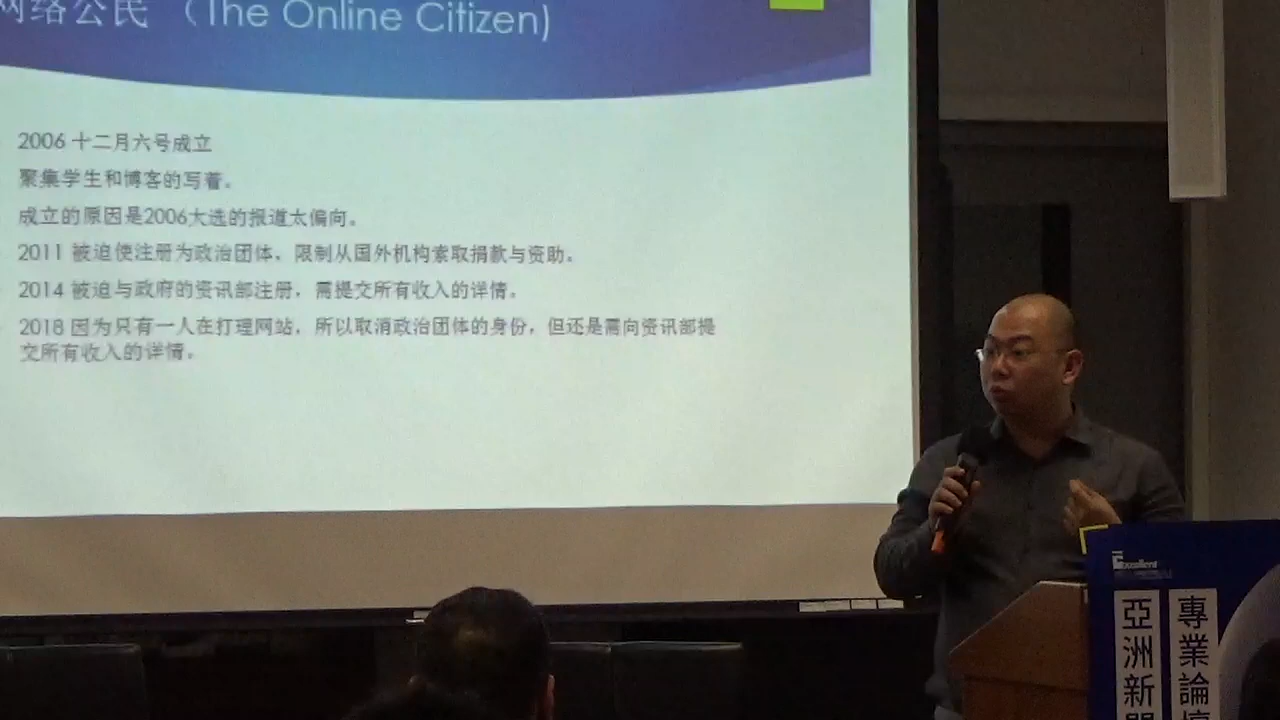 网络公民 （The Online Citizen)
2006 十二月六号成立
聚集学生和博客的写着。
成立的原因是2006大选的报道太偏向。
2011 被迫使注册为政治团体，限制从国外机构索取捐款与资助。
2014 被迫与政府的资讯部注册，需提交所有收入的详情。
2018 因为只有一人在打理网站，所以取消政治团体的身份，但还是需向资讯部提
交所有收入的详情。
Excellent
專業論壇
亞洲新聞